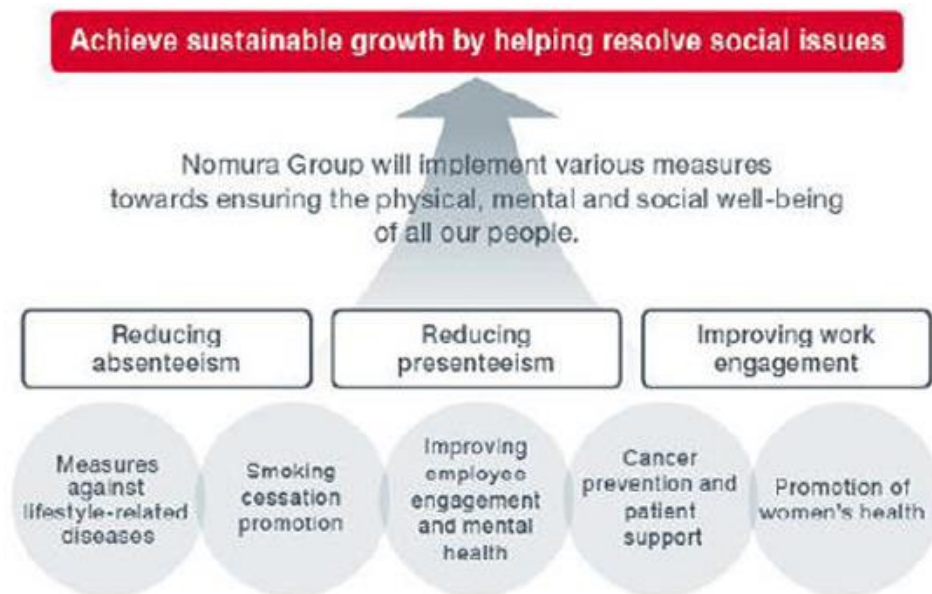 Achieve sustainable growth by helping resolve social issues
Nomura Group will implement various measures
towards ensuring the physical, mental and social well-being
of all our people.
Reducing
absenteeism
Reducing
presenteeism
Improving work
engagement
Measures
against
lifestyle-related
diseases
Smoking
cessation
promotion
Improving
employee
engagement
and mental
health
Cancer
prevention and
patient
support
Promotion of
women's health